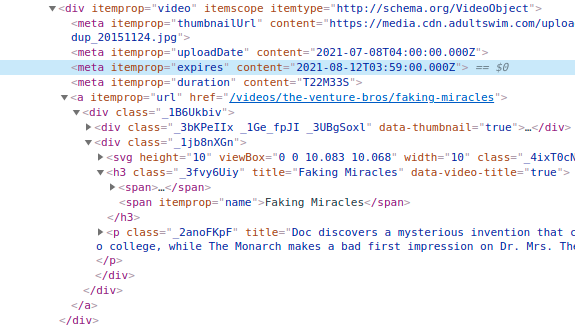 ▼<div itemprop="video" itemscope itemtype="http://schema.org/VideoObject">
<meta itemprop="thumbnailUrl" content="https://media.cdn.adultswim.com/uploa
dup_20151124.jpg">
<meta itemprop="uploadDate" content="2021-07-08T04:00:00.000Z">
<meta itemprop="expires" content="2021-08-12T03:59:00.000Z"> == $0
<meta itemprop="duration" content="T22M33S">
▼<a itemprop="url" href="/videos/the-venture-bros/faking-miracles">
▼<div class="_1B6Ukbiv">
▶<div class="_3bKPeIIx _1Ge_fpJI _3UBgSoxl" data-thumbnail="true">…</div>
▼<div class="_1jb8nXGn">
▶<svg height="10" viewBox="0 0 10.083 10.068" width="10" class="_4ixT0cN
▼<h3 class="_3fvy6Uiy" title="Faking Miracles" data-video-title="true">
▶<span>…</span>
<span itemprop="name">Faking Miracles</span>
</h3>
▶<p class="_2anoFKpF" title="Doc discovers a mysterious invention that c
o college, while The Monarch makes a bad first impression on Dr. Mrs. The
</p>
</div>
</div>
</a>
</div>